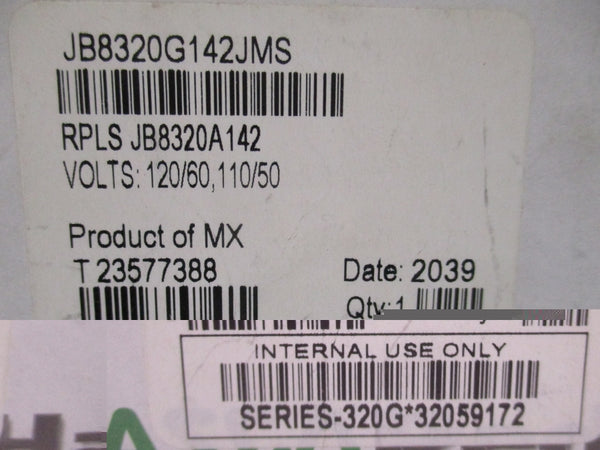 JB8320G142JMS
RPLS JB8320A142
VOLTS: 120/60,110/50
Product of MX
T 23577388 Date: 2039
Qty: 1
INTERNAL USE ONLY
SERIES-320G*32059172